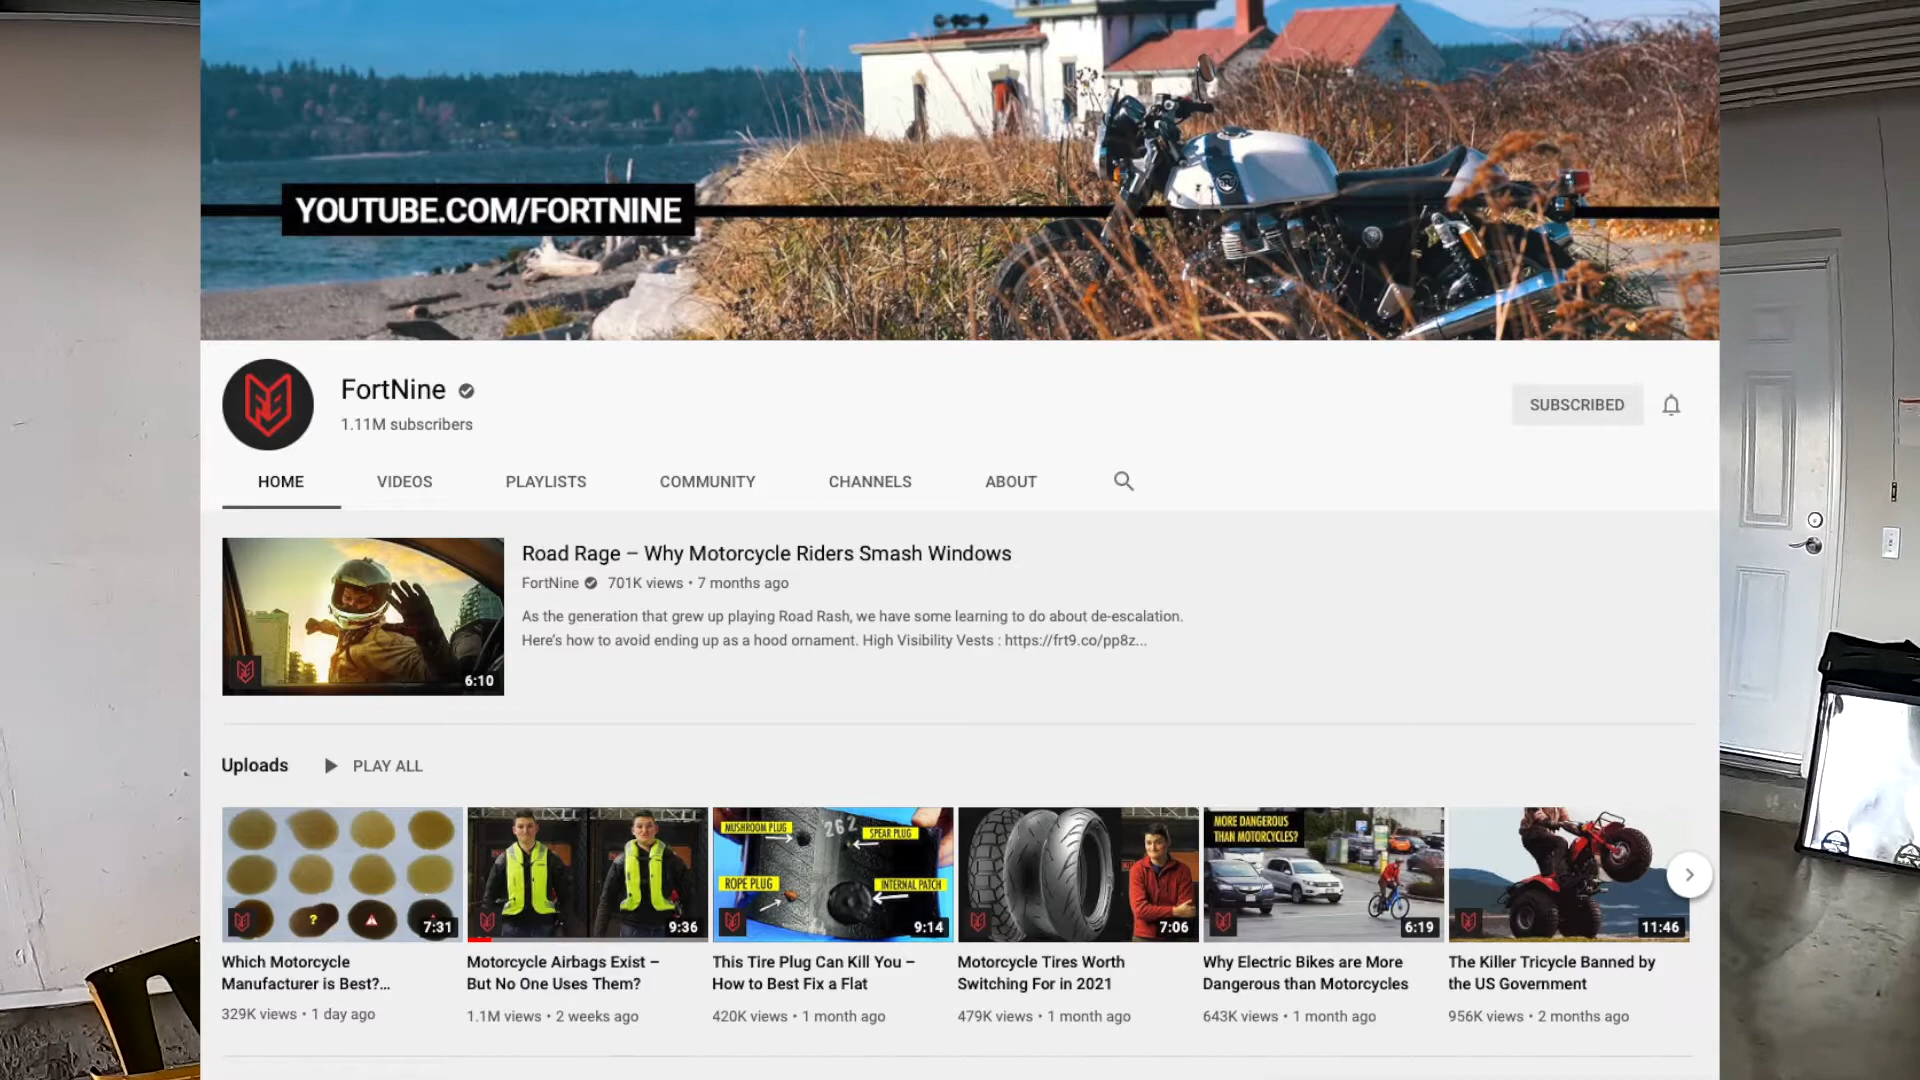 YOUTUBE.COM/FORTNINE
FortNine
1.11M subscribers
SUBSCRIBED
HOME
VIDEOS
PLAYLISTS
COMMUNITY
CHANNELS
ABOUT
Road Rage – Why Motorcycle Riders Smash Windows
FortNine 701K views • 7 months ago
As the generation that grew up playing Road Rash, we have some learning to do about de-escalation.
Here's how to avoid ending up as a hood ornament. High Visibility Vests : https://frt9.co/pp8z...
6:10
Uploads
PLAY ALL
7:31
Which Motorcycle
Manufacturer is Best?...
329K views • 1 day ago
9:36
Motorcycle Airbags Exist –
But No One Uses Them?
1.1M views • 2 weeks ago
MUSHROOM PLUG
262
SPEAR PLUG
ROPE PLUG
INTERNAL PATCH
9:14
This Tire Plug Can Kill You –
How to Best Fix a Flat
420K views • 1 month ago
7:06
Motorcycle Tires Worth
Switching For in 2021
479K views • 1 month ago
MORE DANGEROUS
THAN MOTORCYCLES?
6:19
Why Electric Bikes are More
Dangerous than Motorcycles
643K views • 1 month ago
11:46
The Killer Tricycle Banned by
the US Government
956K views • 2 months ago